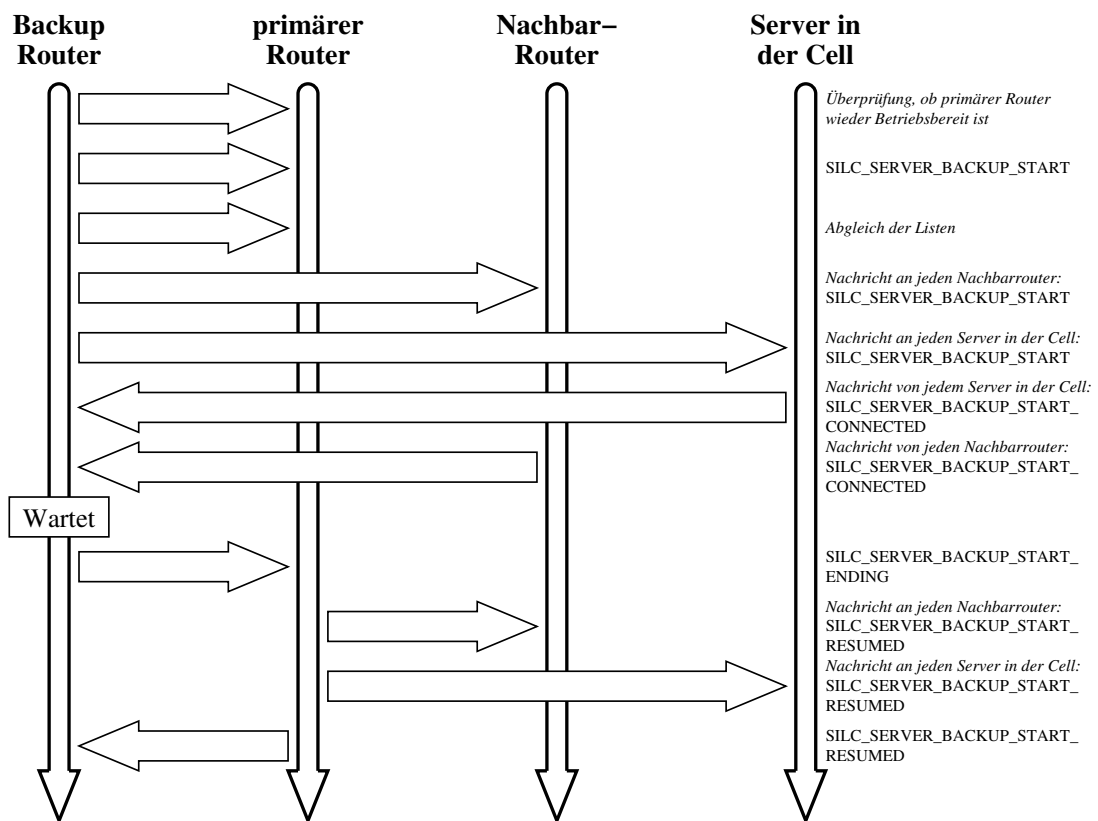 Backup
Router
primärer
Router
Nachbar−
Router
Server in
der Cell
Überprüfung, ob primärer Router
wieder Betriebsbereit ist
SILC_SERVER_BACKUP_START
Abgleich der Listen
Nachricht an jeden Nachbarrouter:
SILC_SERVER_BACKUP_START
Nachricht an jeden Server in der Cell:
SILC_SERVER_BACKUP_START
Nachricht von jedem Server in der Cell:
SILC_SERVER_BACKUP_START_
CONNECTED
Nachricht von jeden Nachbarrouter:
SILC_SERVER_BACKUP_START_
CONNECTED
Wartet
SILC_SERVER_BACKUP_START_
ENDING
Nachricht an jeden Nachbarrouter:
SILC_SERVER_BACKUP_START_
RESUMED
Nachricht an jeden Server in der Cell:
SILC_SERVER_BACKUP_START_
RESUMED
SILC_SERVER_BACKUP_START_
RESUMED